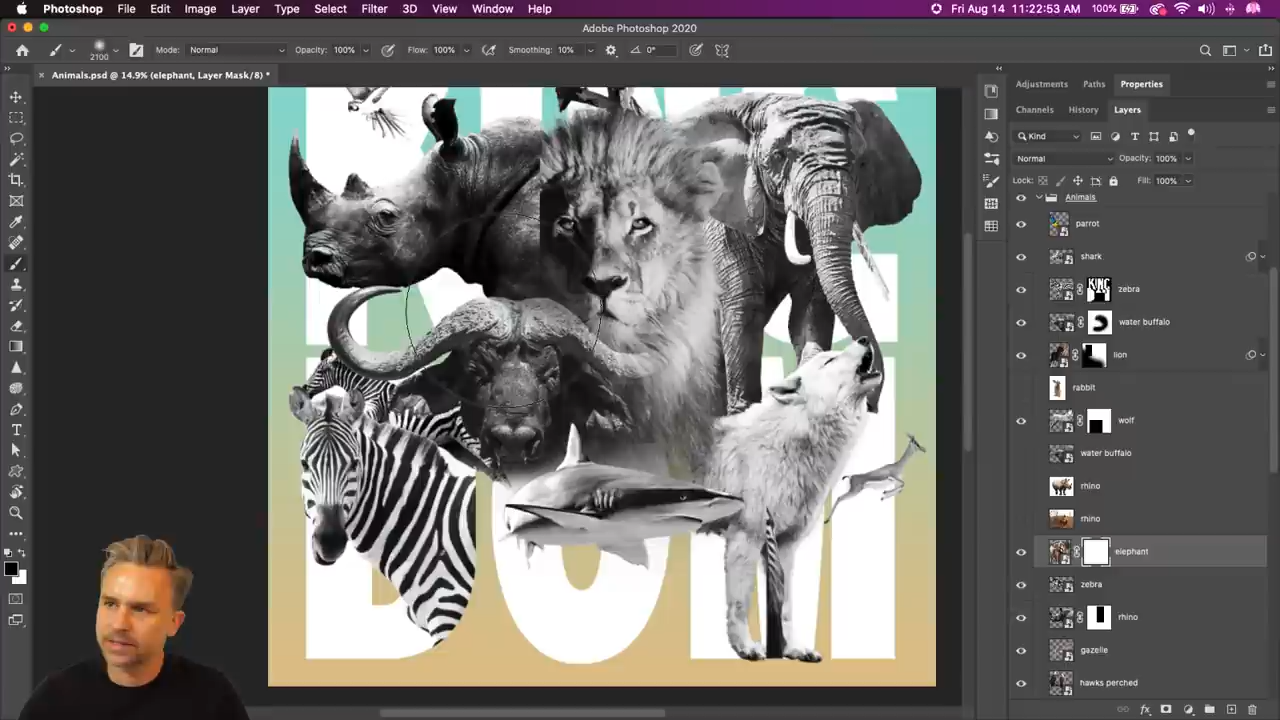 Photoshop File Edit Image Layer Type Select Filter 3D View Window Help 100% Fri Aug 14 11:22:53 AM
Adobe Photoshop 2020
2100 Mode: Normal Opacity: 100% Flow: 100% Smoothing: 10% 0°
Animals.psd @ 14.9% (elephant, Layer Mask/8) *
Adjustments Paths Properties
Channels History Layers
Kind
Normal Opacity: 100%
Lock: Fill: 100%
Animals
parrot
shark
zebra
water buffalo
lion
rabbit
wolf
water buffalo
rhino
rhino
elephant
zebra
rhino
gazelle
hawks perched
KING